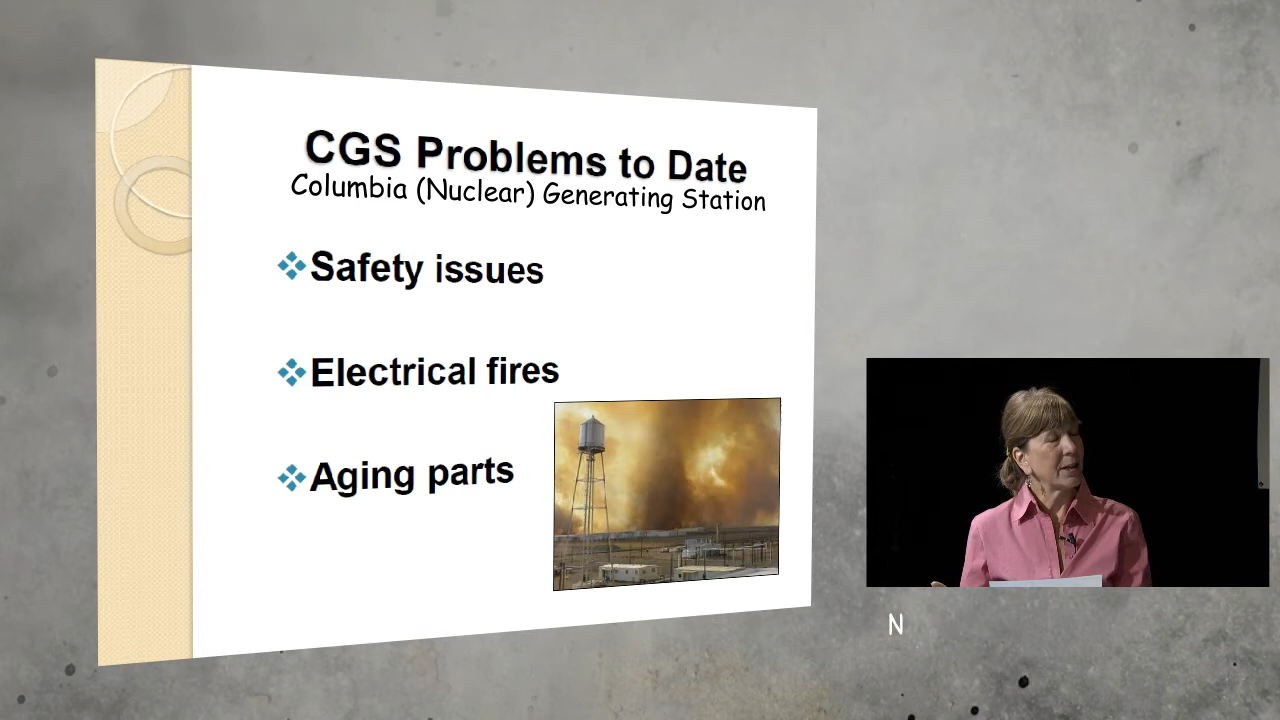 CGS Problems to Date
Columbia (Nuclear) Generating Station
Safety issues
Electrical fires
Aging parts
N